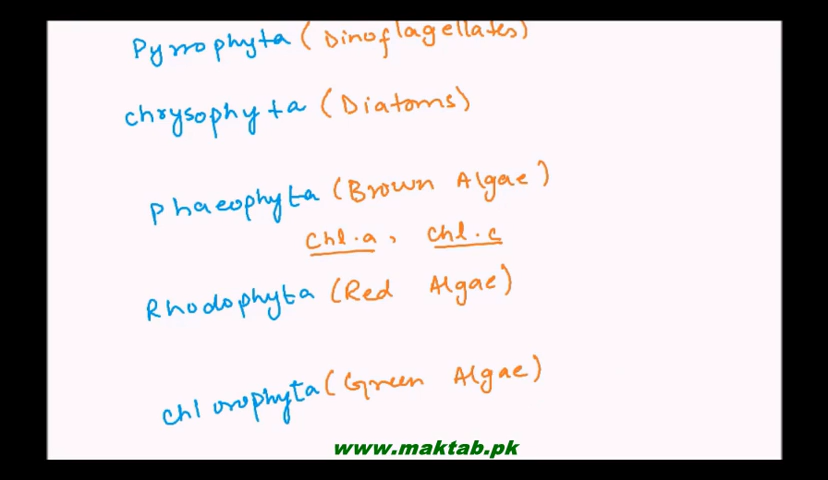 Pyrrophyta (Dinoflagellates)
Chrysophyta (Diatoms)
Phaeophyta (Brown Algae)
Chl.a, Chl.c
Rhodophyta (Red Algae)
Chlorophyta (Green Algae)
www.maktab.pk